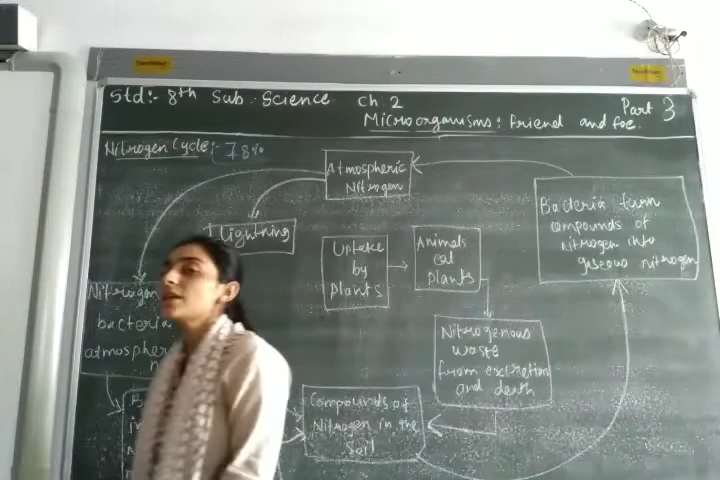 Std:- 8th Sub :- Science ch. 2 Part 3
Microorganisms: friend and foe.
Nitrogen Cycle:- 78%
Atmospheric
Nitrogen
Lightning
Uptake
by
Plants
Animals
eat
plants
Bacteria turn
compounds of
nitrogen into
gaseous nitrogen
Nitrogen
bacteria
Nitrogenous
waste
from excretion
and death
Compounds of
Nitrogen in the
Soil